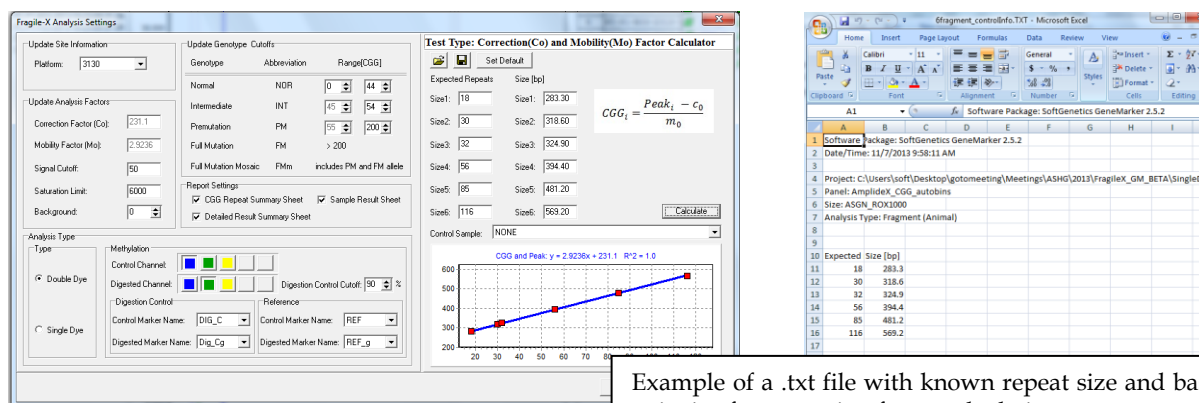 Fragile-X Analysis Settings
Update Site Information
Platform: 3130
Update Analysis Factors
Correction Factor (Co): 231.1
Mobility Factor (Mo): 2.9236
Signal Cutoff: 50
Saturation Limit: 6000
Background: 0
Update Genotype Cutoffs
Genotype Abbreviation Range[CGG]
Normal NOR 0 44
Intermediate INT 45 54
Premutation PM 55 200
Full Mutation FM > 200
Full Mutation Mosaic FMm includes PM and FM allele
Report Settings
CGG Repeat Summary Sheet Sample Result Sheet
Detailed Result Summary Sheet
Analysis Type
Type
Double Dye
Single Dye
Methylation
Control Channel:
Digested Channel: Digestion Control Cutoff: 90 %
Digestion Control
Control Marker Name: DIG_C
Digested Marker Name: Dig_Cg
Reference
Control Marker Name: REF
Digested Marker Name: REF_g
Test Type: Correction(Co) and Mobility(Mo) Factor Calculator
Set Default
Expected Repeats Size [bp]
Size1: 18 Size1: 283.30
Size2: 30 Size2: 318.60
Size3: 32 Size3: 324.90
Size4: 56 Size4: 394.40
Size5: 85 Size5: 481.20
Size6: 116 Size6: 569.20
CGGi = Peaki − c0 / m0
Calculate
Control Sample: NONE
CGG and Peak: y = 2.9236x + 231.1 R^2 = 1.0
600
500
400
300
200
20 30 40 50 60 70 80
6fragment_controlInfo.TXT - Microsoft Excel
Home Insert Page Layout Formulas Data Review View
Paste
Calibri 11
General
Styles
Insert
Delete
Format
Clipboard Font Alignment Number Cells Editing
A1 fx Software Package: SoftGenetics GeneMarker 2.5.2
A B C D E F G H I
1 Software Package: SoftGenetics GeneMarker 2.5.2
2 Date/Time: 11/7/2013 9:58:11 AM
3
4 Project: C:\Users\soft\Desktop\gotomeeting\Meetings\ASHG\2013\FragileX_GM_BETA\SingleD
5 Panel: AmplideX_CGG_autobins
6 Size: ASGN_ROX1000
7 Analysis Type: Fragment (Animal)
8
9
10 Expected Size [bp]
11 18 283.3
12 30 318.6
13 32 324.9
14 56 394.4
15 85 481.2
16 116 569.2
17
Example of a .txt file with known repeat size and ba